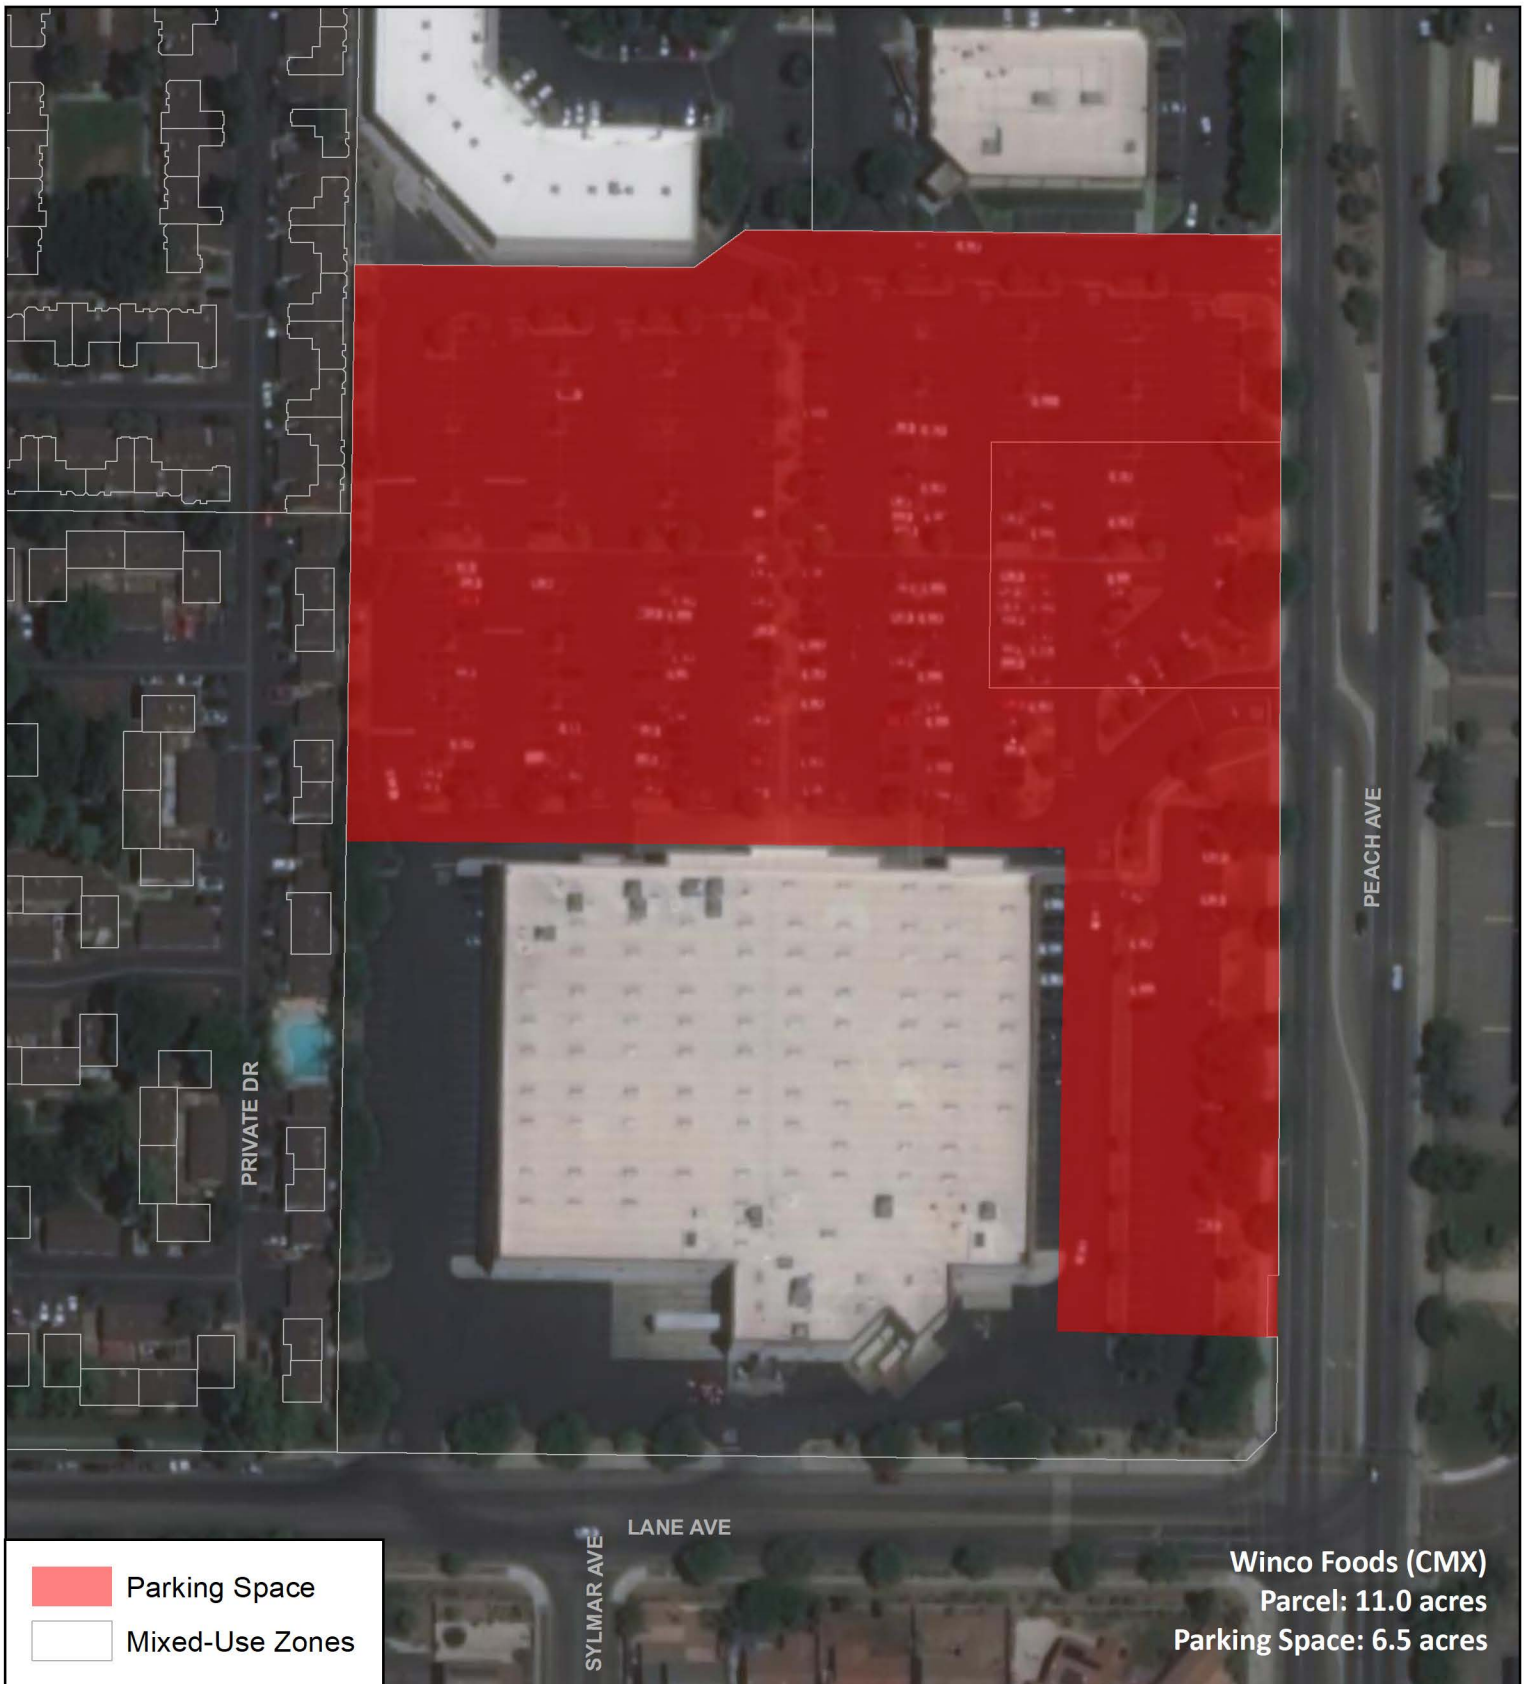 PEACH AVE
PRIVATE DR
LANE AVE
SYLMAR AVE
Parking Space
Mixed-Use Zones
Winco Foods (CMX)
Parcel: 11.0 acres
Parking Space: 6.5 acres